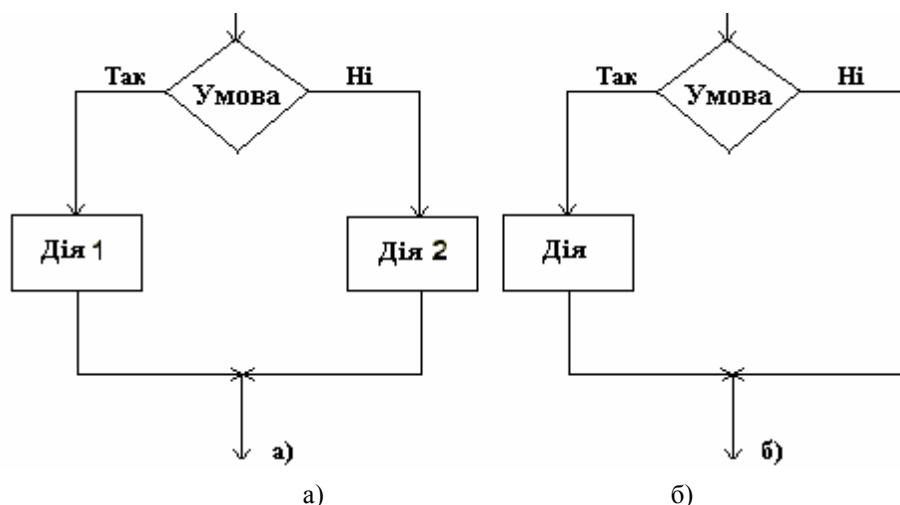 Так
Умова
Ні
Дія 1
Дія 2
а)
Так
Умова
Ні
Дія
б)
а)
б)